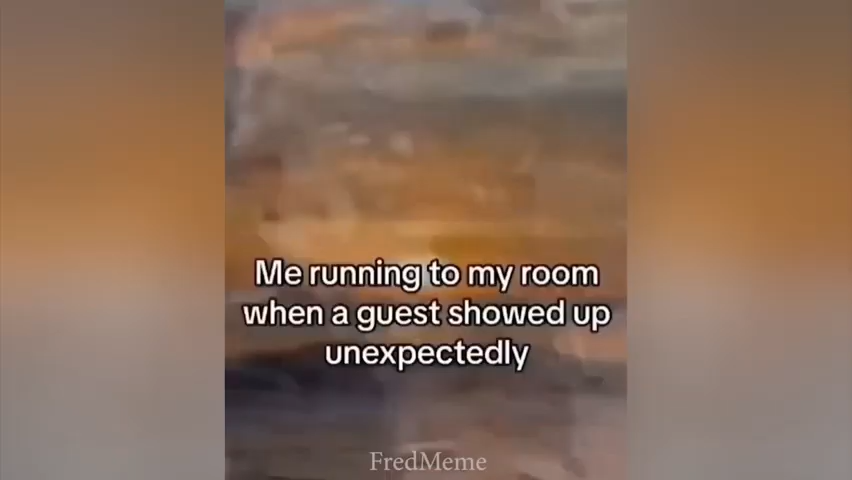 Me running to my room
when a guest showed up
unexpectedly
FredMeme